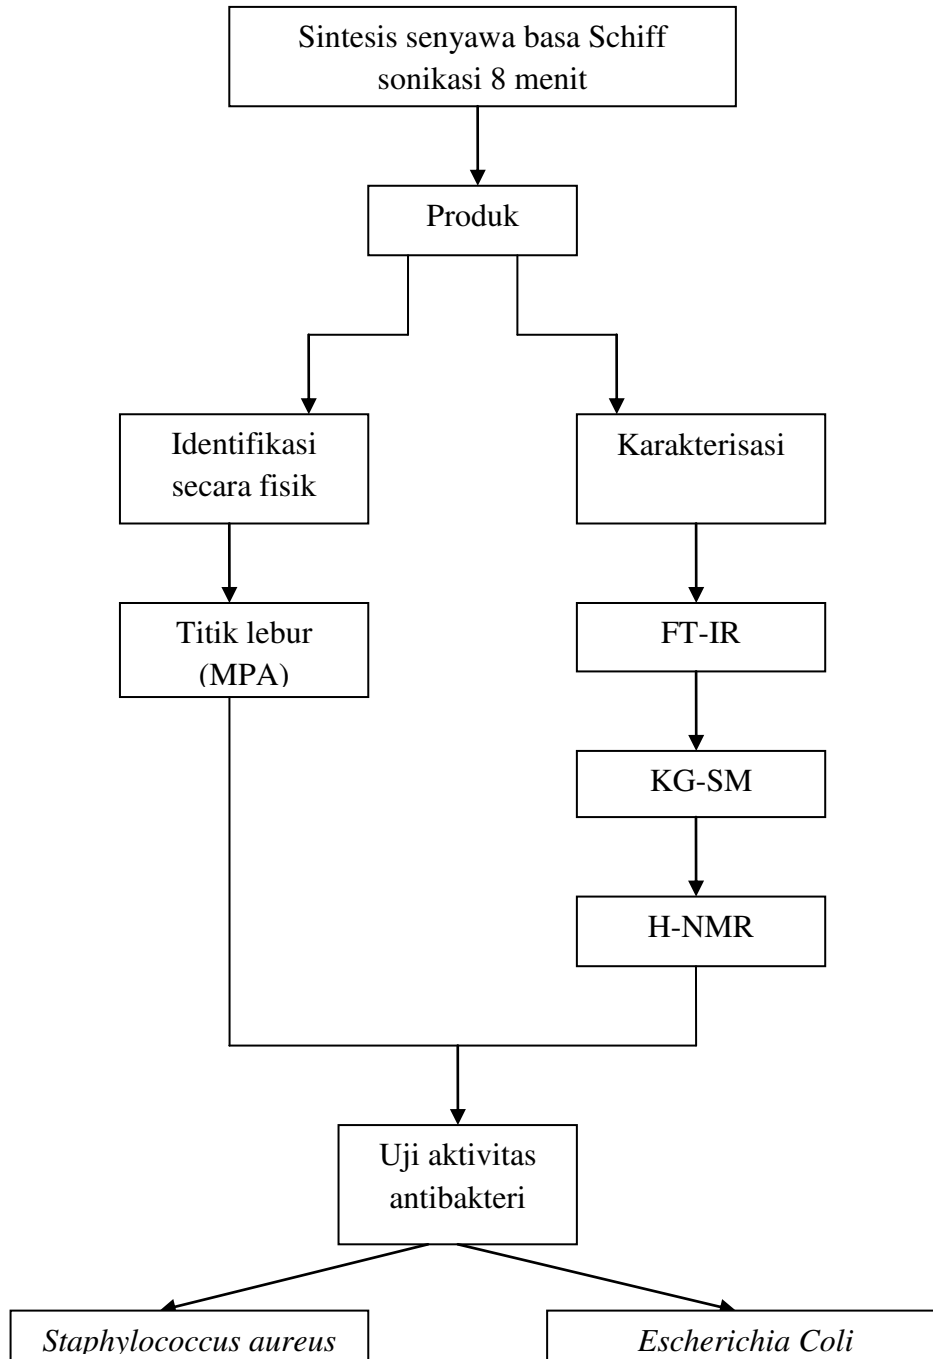 Sintesis senyawa basa Schiff
sonikasi 8 menit
Produk
Identifikasi
secara fisik
Karakterisasi
Titik lebur
(MPA)
FT-IR
KG-SM
H-NMR
Uji aktivitas
antibakteri
Staphylococcus aureus
Escherichia Coli